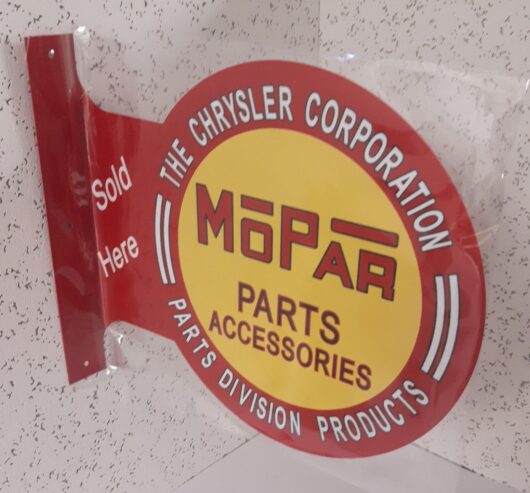 Sold
Here
THE CHRYSLER CORPORATION
MOPAR
PARTS
ACCESSORIES
PARTS DIVISION PRODUCTS